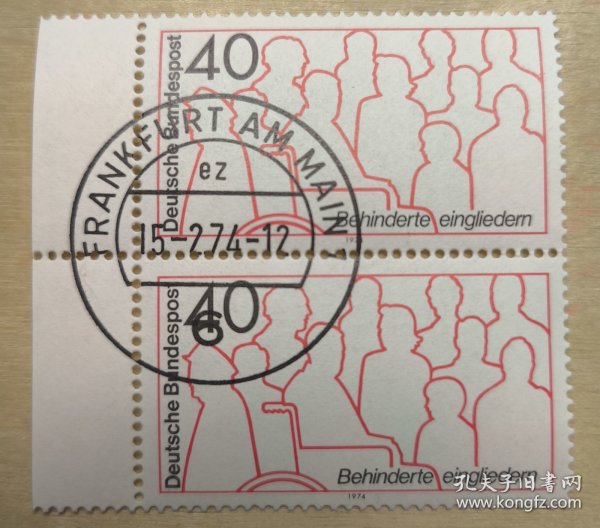 40
Deutsche Bundespost
FRANKFURT AM MAIN 1
ez
15-2.74-12
6
Behinderte eingliedern
40
Deutsche Bundespost
Behinderte eingliedern
1974
孔夫子旧书网
www.kongfz.com